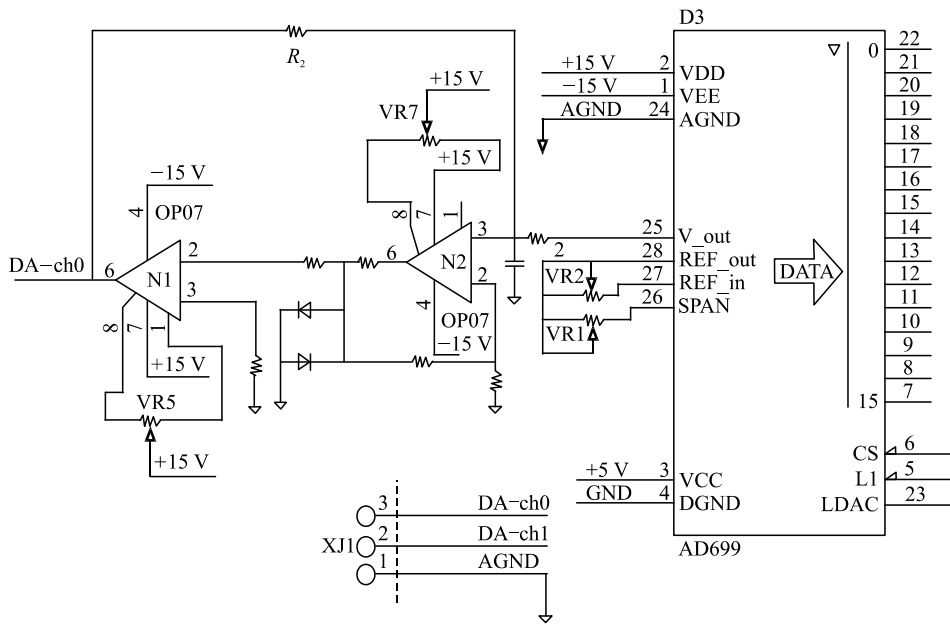 D3
R2
0
22
21
20
19
18
17
16
15
14
13
12
11
10
9
8
15
7
+15 V
2
VDD
−15 V
1
VEE
AGND
24
AGND
+15 V
VR7
+15 V
8
7
1
3
6
N2
2
4
OP07
−15 V
25
V_out
2
28
REF_out
VR2
27
REF_in
26
SPAN
VR1
DATA
−15 V
4
OP07
DA−ch0
6
N1
2
3
8
7
1
+15 V
VR5
+15 V
CS
6
L1
5
LDAC
23
+5 V
3
VCC
GND
4
DGND
AD699
3
DA−ch0
XJ1
2
DA−ch1
1
AGND